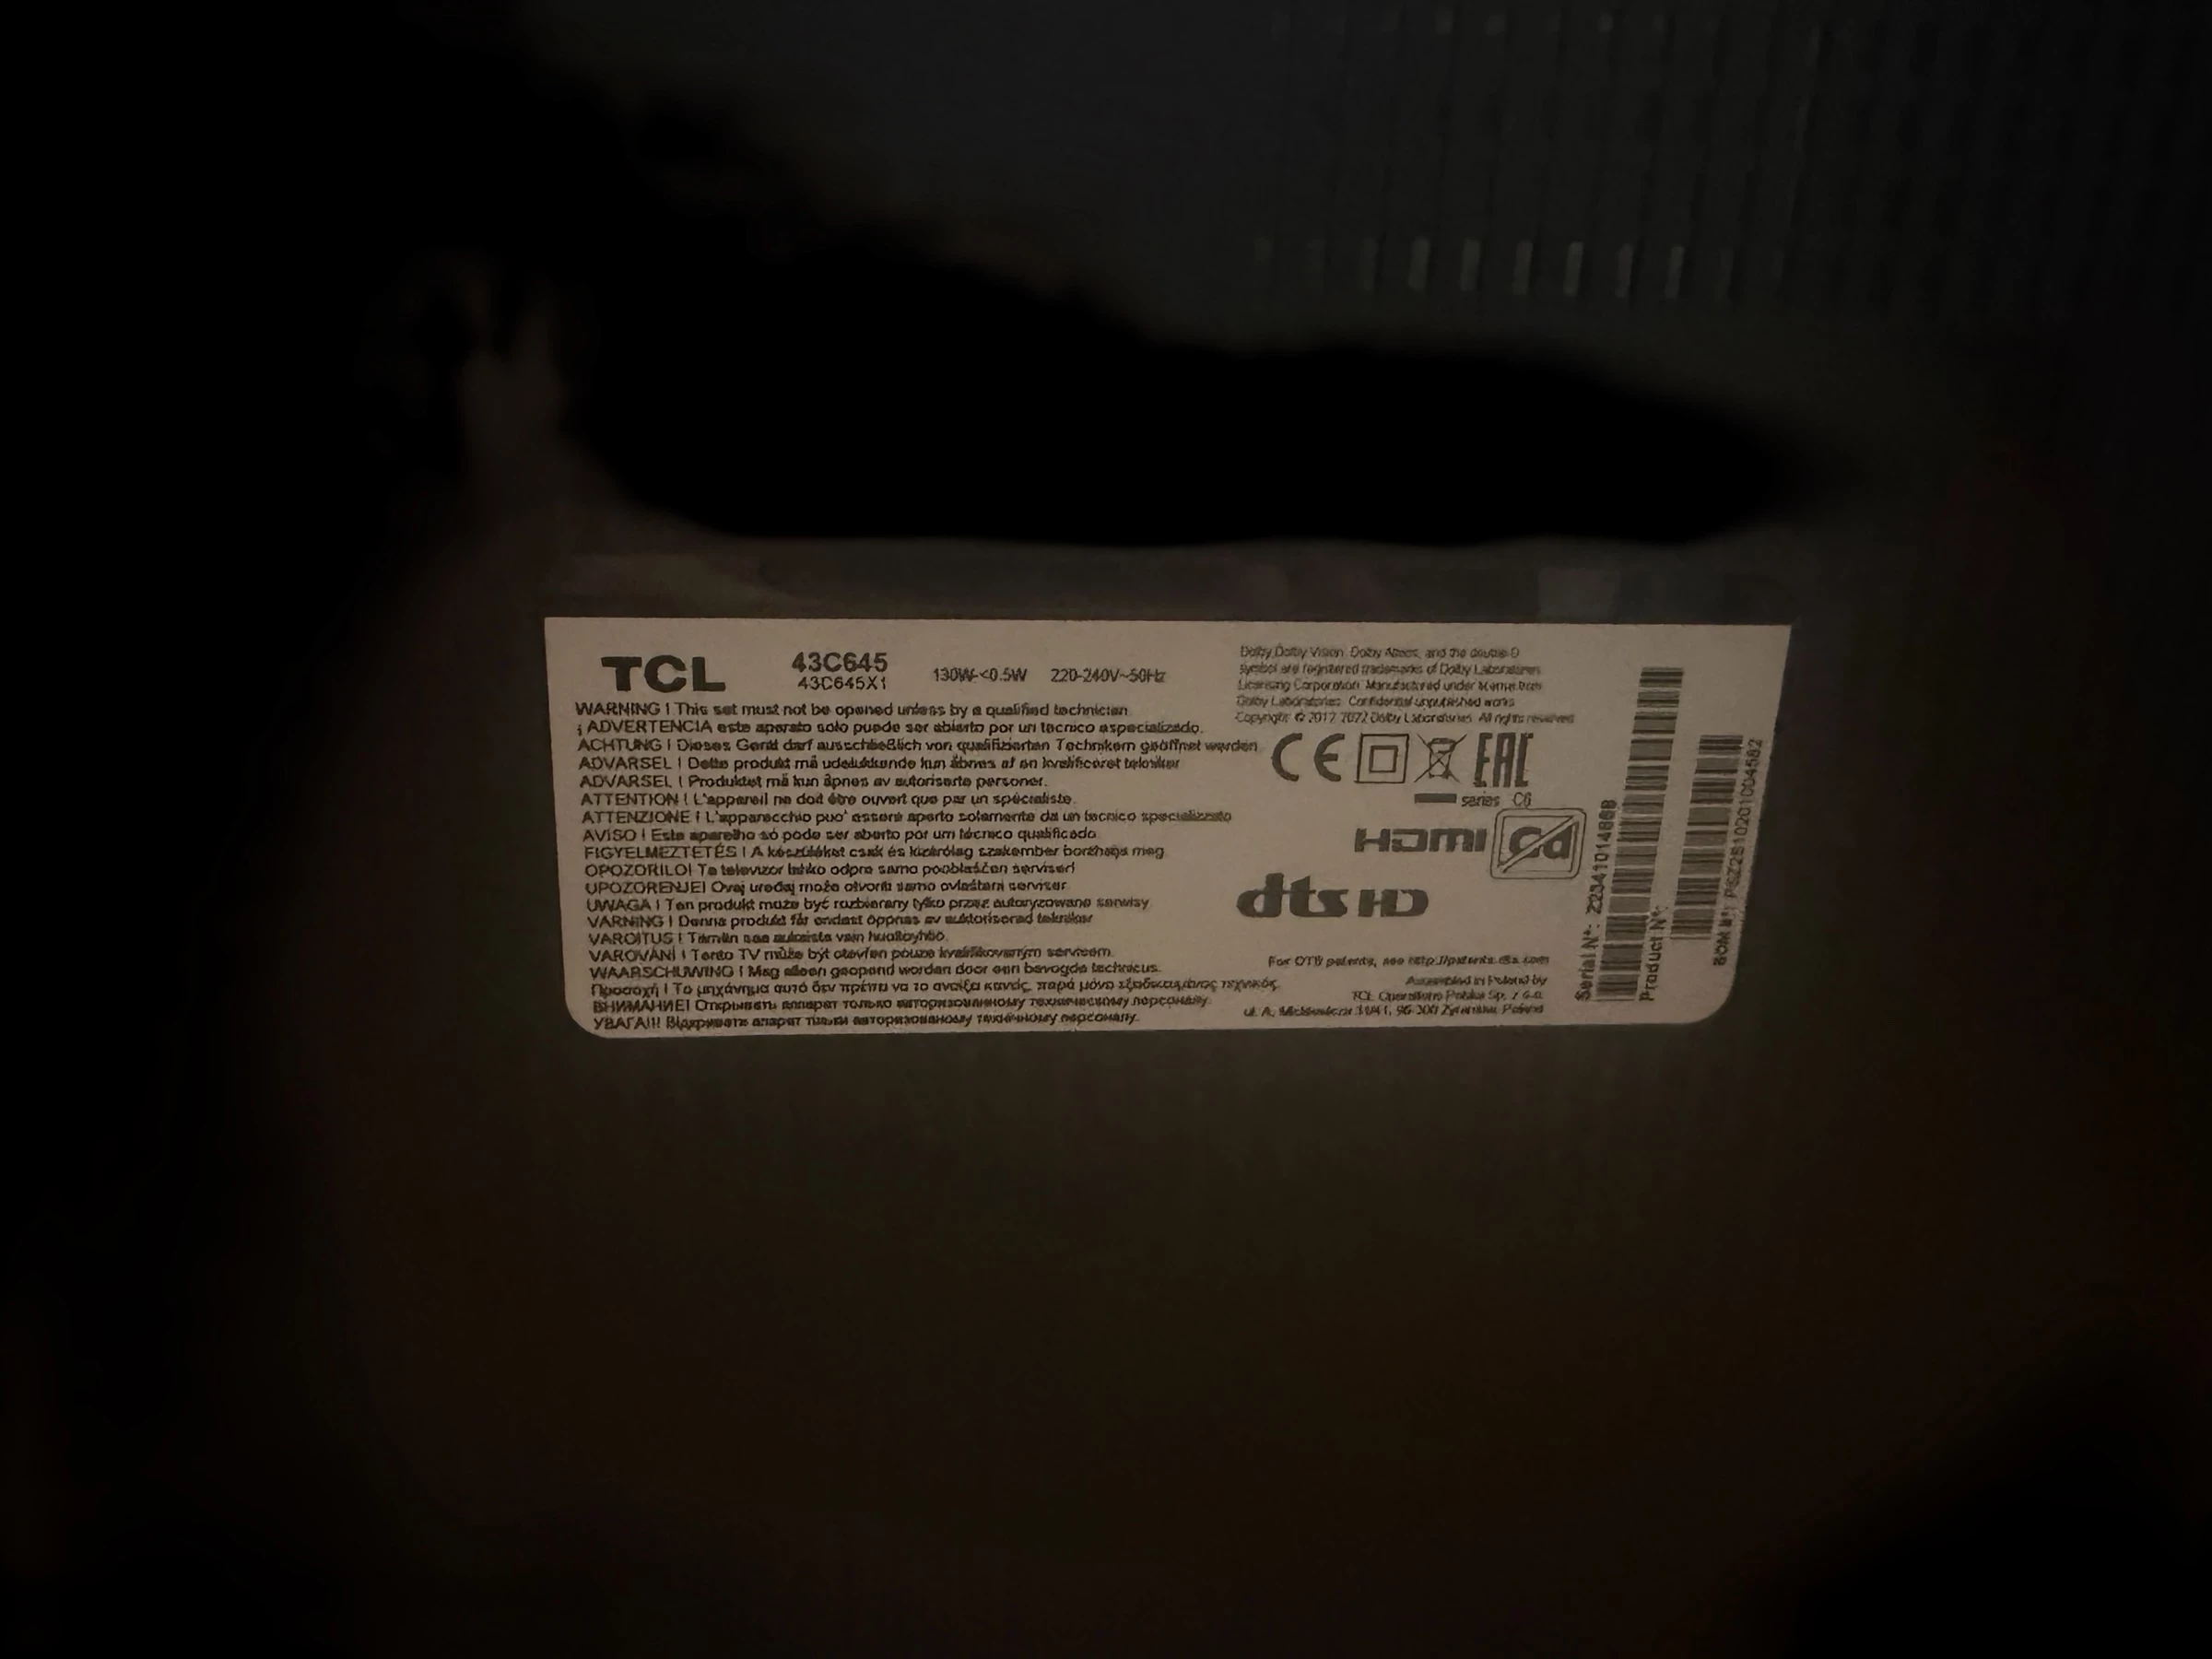 TCL
43C645
43C645X1
130W-<0.5W 220-240V~50Hz
WARNING ! This set must not be opened unless by a qualified technician.
¡ ADVERTENCIA este aparato solo puede ser abierto por un tecnico especializado.
ACHTUNG ! Dieses Gerät darf ausschließlich von qualifizierten Technikern geöffnet werden
ADVARSEL ! Dette produkt må udelukkende kun åbnes af en kvalificeret tekniker
ADVARSEL ! Produktet må kun åpnes av autoriserte personer.
ATTENTION ! L'appareil ne doit être ouvert que par un spécialiste.
ATTENZIONE ! L'apparecchio puo' essere aperto solamente da un tecnico specializzato
AVISO ! Este aparelho só pode ser aberto por um técnico qualificado
FIGYELMEZTETÉS ! A készüléket csak és kizárólag szakember bonthatja meg
OPOZORILO! Ta televizor lahko odpre samo pooblaščen serviser!
UPOZORENJE! Ovaj uređaj može otvoriti samo ovlašteni serviser
UWAGA ! Ten produkt może być rozbierany tylko przez autoryzowane serwisy
VARNING ! Denna produkt får endast öppnas av auktoriserad tekniker
VAROITUS ! Tämän saa aukaista vain huoltoyhtiö.
VAROVÁNÍ ! Tento TV může být otevřen pouze kvalifikovaným servisem.
WAARSCHUWING ! Mag alleen geopend worden door een bevogde technicus.
Προσοχή ! Το μηχάνημα αυτό δεν πρέπει να το ανοίξει κανείς, παρά μόνο εξειδικευμένος τεχνικός.
ВНИМАНИЕ! Открывать аппарат только авторизованному техническому персоналу.
УВАГА!!! Відкривати апарат тільки авторизованому технічному персоналу.
Dolby, Dolby Vision, Dolby Atmos, and the double-D
symbol are registered trademarks of Dolby Laboratories
Licensing Corporation. Manufactured under license from
Dolby Laboratories. Confidential unpublished works.
Copyright © 2012-2022 Dolby Laboratories. All rights reserved.
CE EAC
series C6
HDMI Cd
dts HD
For DTS patents, see http://patents.dts.com
Assembled in Poland by
TCL Operations Polska Sp. z o.o.
ul. A. Mickiewicza 31/41, 96-300 Żyrardów, Poland
Serial N°:
Product N°:
BOM N°: